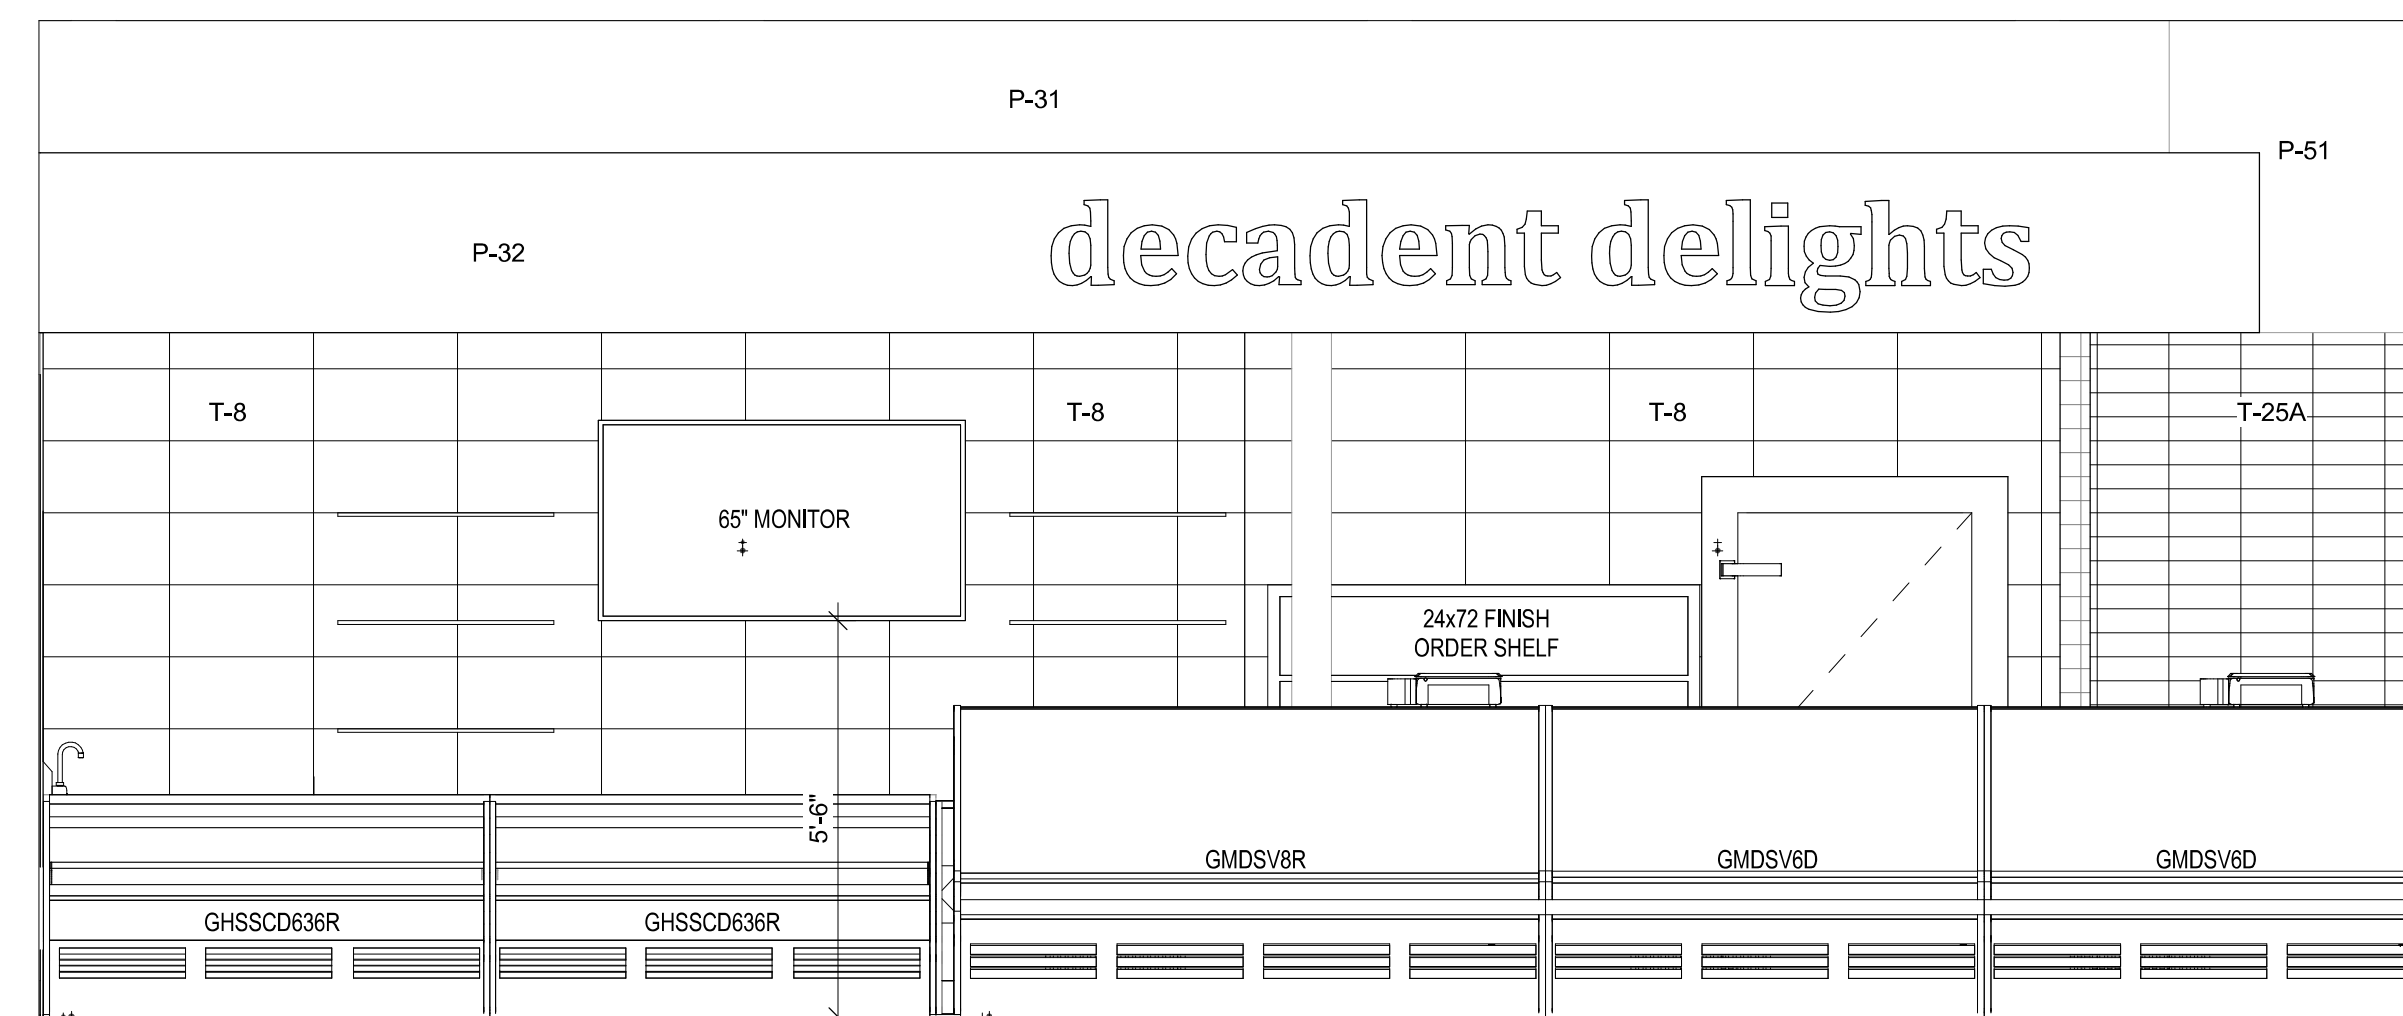 P-31
P-51
decadent delights
P-32
T-8
T-8
T-8
T-25A
65" MONITOR
24x72 FINISH
ORDER SHELF
5'-6"
GMDSV8R
GMDSV6D
GMDSV6D
GHSSCD636R
GHSSCD636R